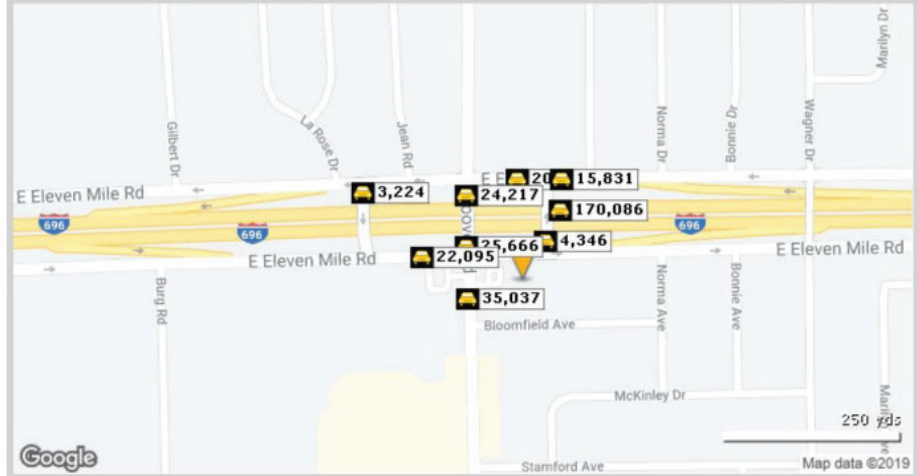 Marilyn Dr
Gilbert Dr
La Rose Dr
Jean Rd
Norma Dr
Bonnie Dr
Wagner Dr
E Eleven Mile Rd
3,224
24,217
20
15,831
170,086
696
696
696
25,666
4,346
22,095
E Eleven Mile Rd
E Eleven Mile Rd
35,037
Burg Rd
Norma Ave
Bonnie Ave
Bloomfield Ave
McKinley Dr
250 yds
Google
Stamford Ave
Map data ©2019